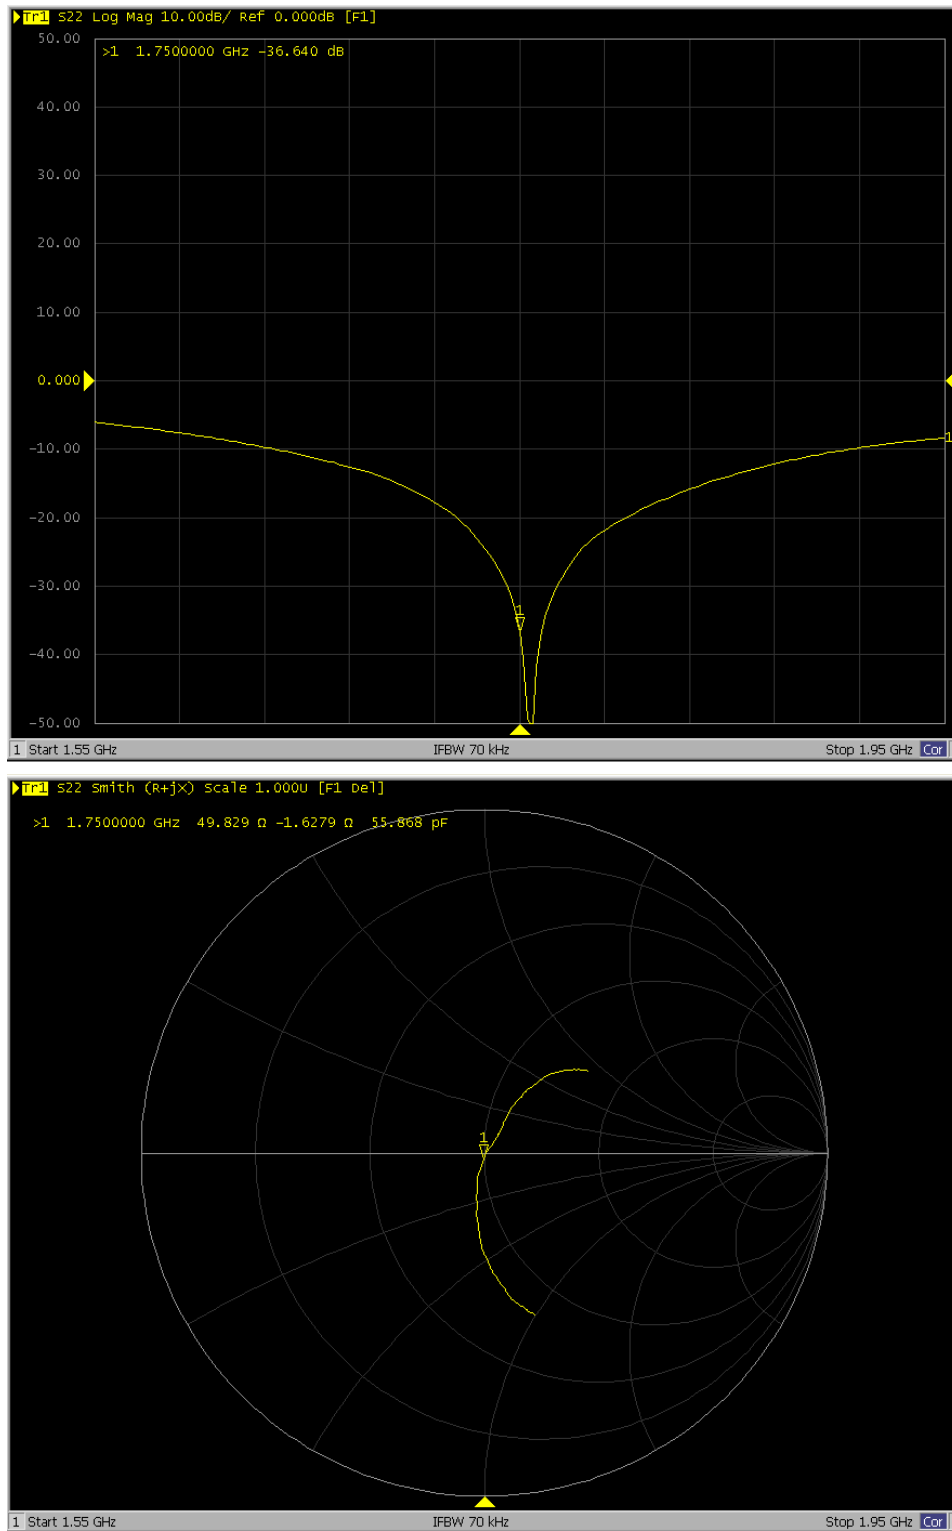 Tr1 S22 Log Mag 10.00dB/ Ref 0.000dB [F1]
50.00
>1 1.7500000 GHz -36.640 dB
40.00
30.00
20.00
10.00
0.000
-10.00
1
-20.00
-30.00
1
-40.00
-50.00
1 Start 1.55 GHz IFBW 70 kHz Stop 1.95 GHz Cor
Tr1 S22 Smith (R+jX) Scale 1.000U [F1 Del]
>1 1.7500000 GHz 49.829 Ω -1.6279 Ω 55.868 pF
1
1 Start 1.55 GHz IFBW 70 kHz Stop 1.95 GHz Cor